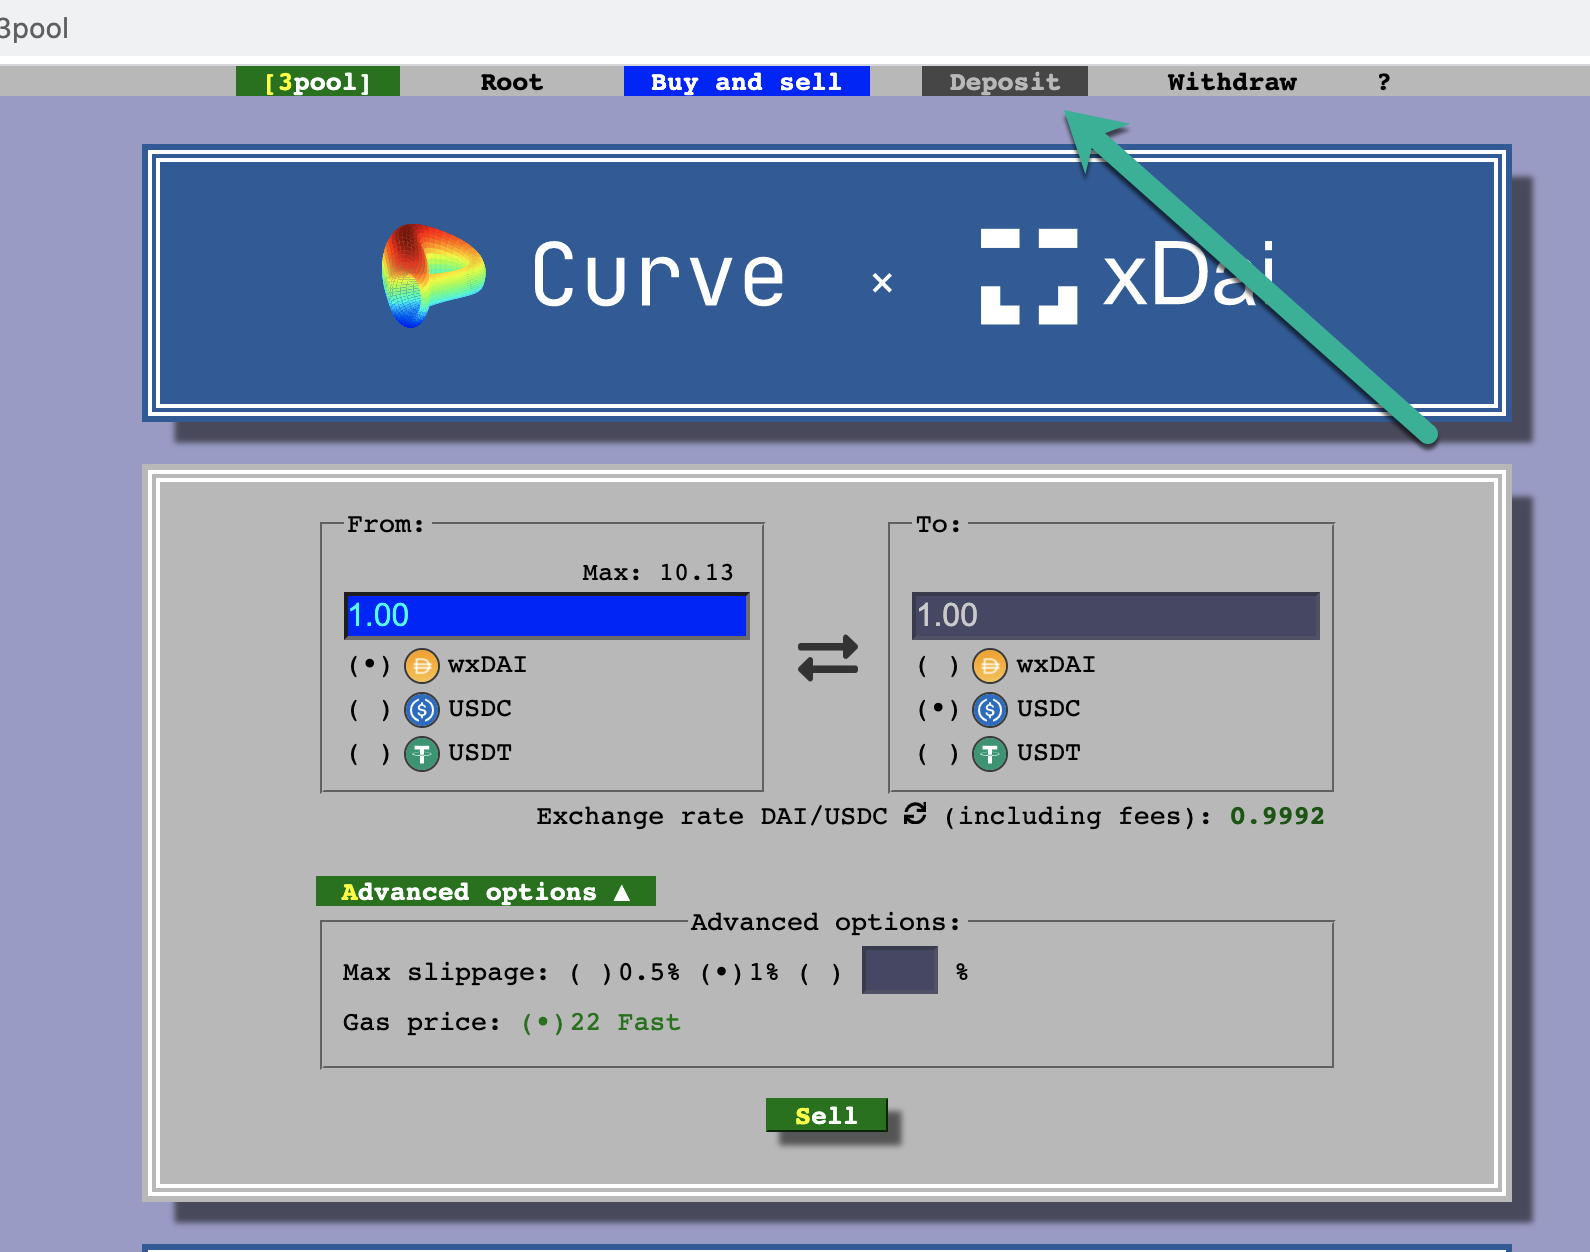 3pool
[3pool] Root Buy and sell Deposit Withdraw ?
Curve × xDai
From: To:
Max: 10.13
1.00 1.00
(•) wxDAI ( ) wxDAI
( ) USDC (•) USDC
( ) USDT ( ) USDT
Exchange rate DAI/USDC (including fees): 0.9992
Advanced options ▲
Advanced options:
Max slippage: ( )0.5% (•)1% ( ) %
Gas price: (•)22 Fast
Sell